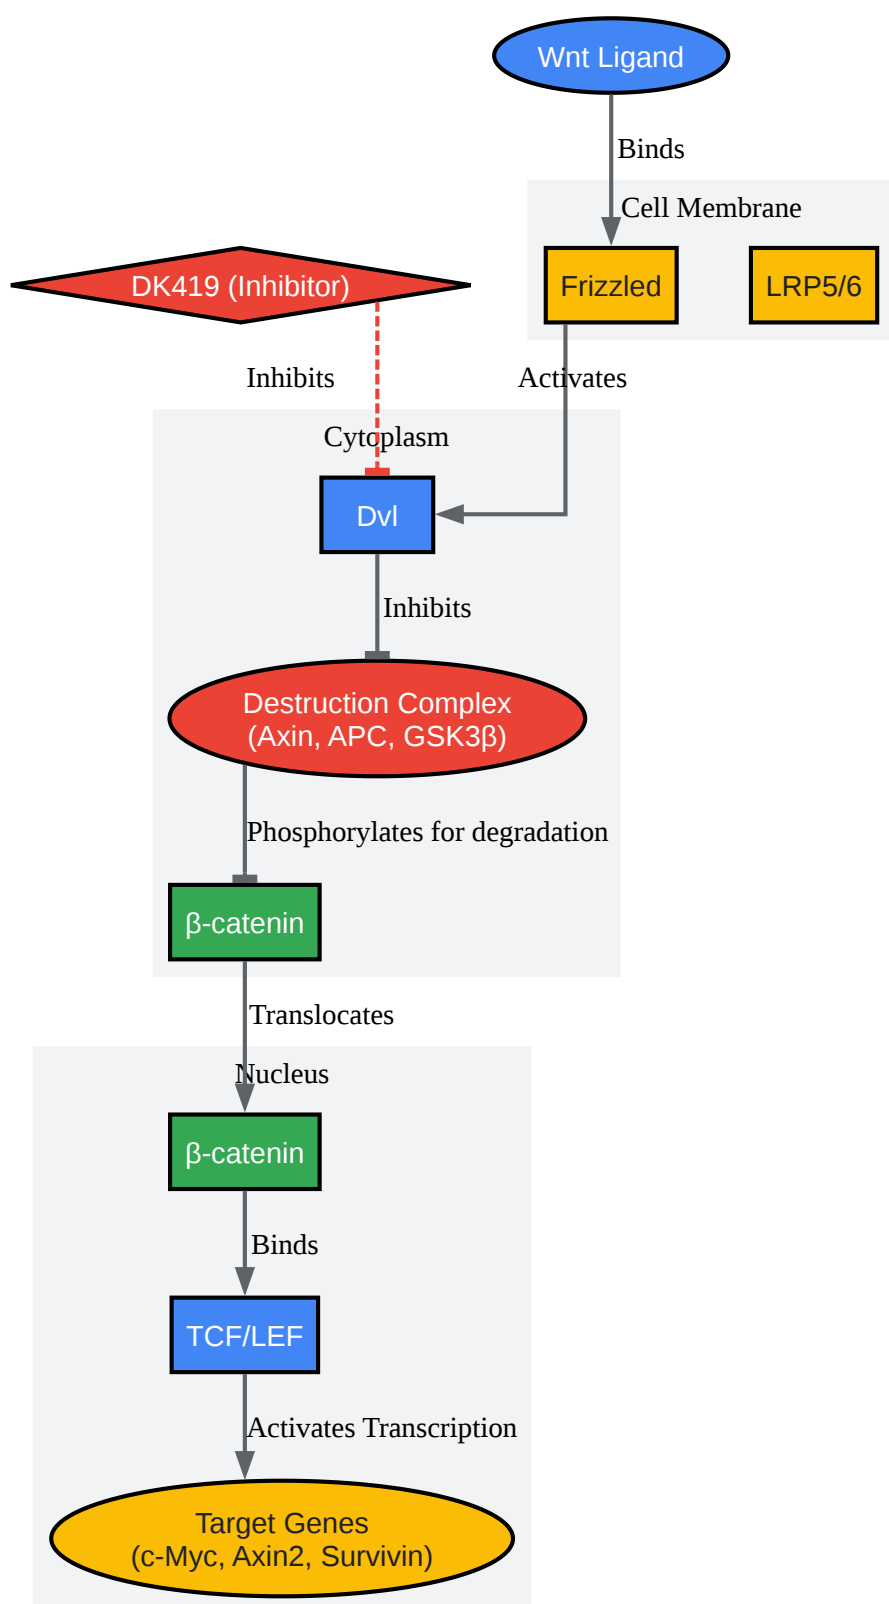 Wnt Ligand
Binds
Cell Membrane
DK419 (Inhibitor)
Frizzled
LRP5/6
Inhibits
Activates
Cytoplasm
Dvl
Inhibits
Destruction Complex
(Axin, APC, GSK3β)
Phosphorylates for degradation
β-catenin
Translocates
Nucleus
β-catenin
Binds
TCF/LEF
Activates Transcription
Target Genes
(c-Myc, Axin2, Survivin)